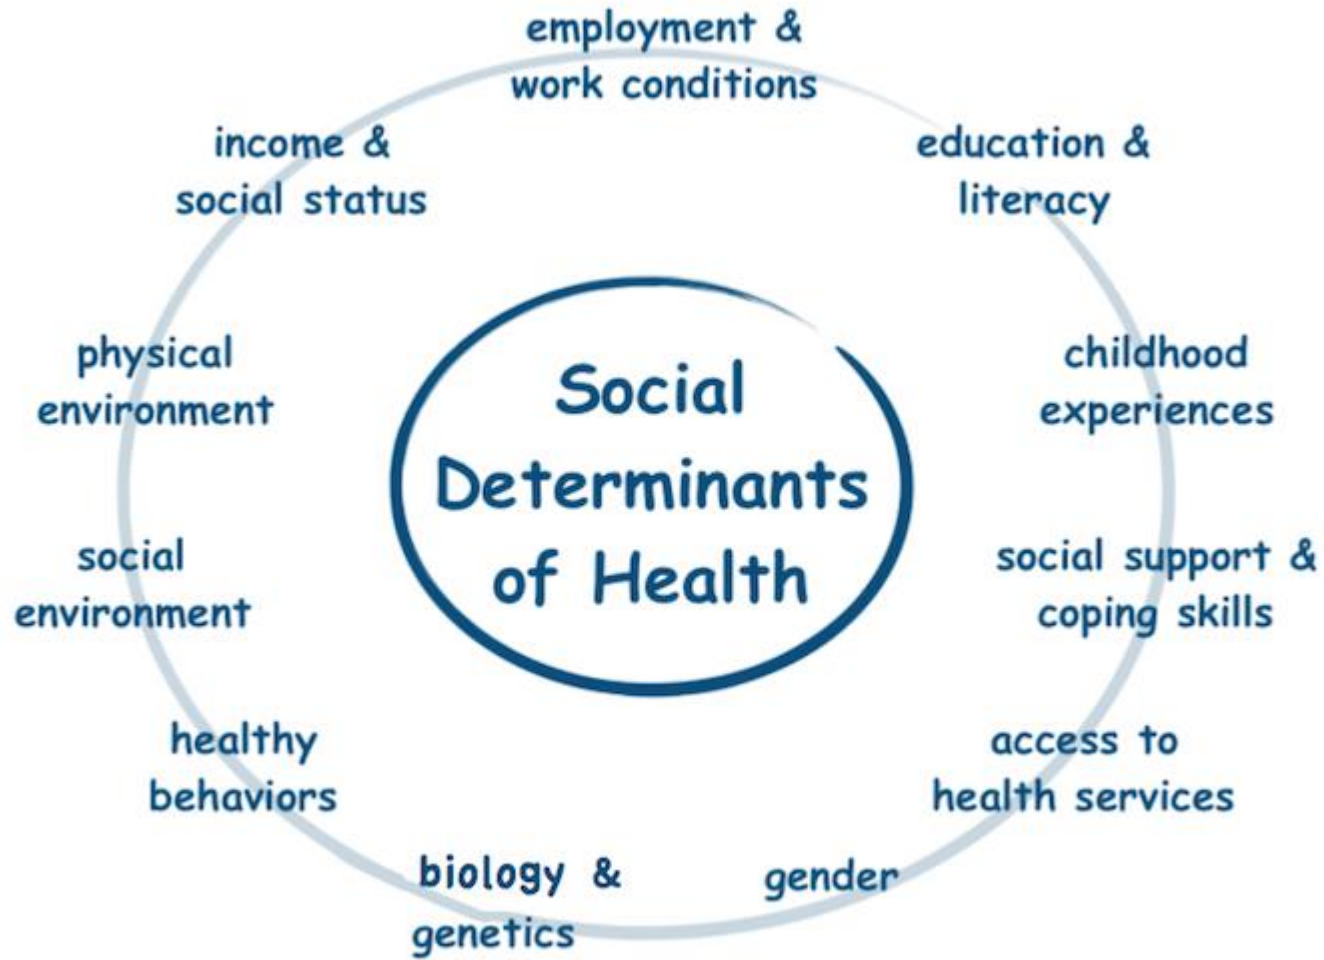 employment &
work conditions
education &
literacy
childhood
experiences
social support &
coping skills
access to
health services
gender
biology &
genetics
healthy
behaviors
social
environment
physical
environment
income &
social status
Social
Determinants
of Health